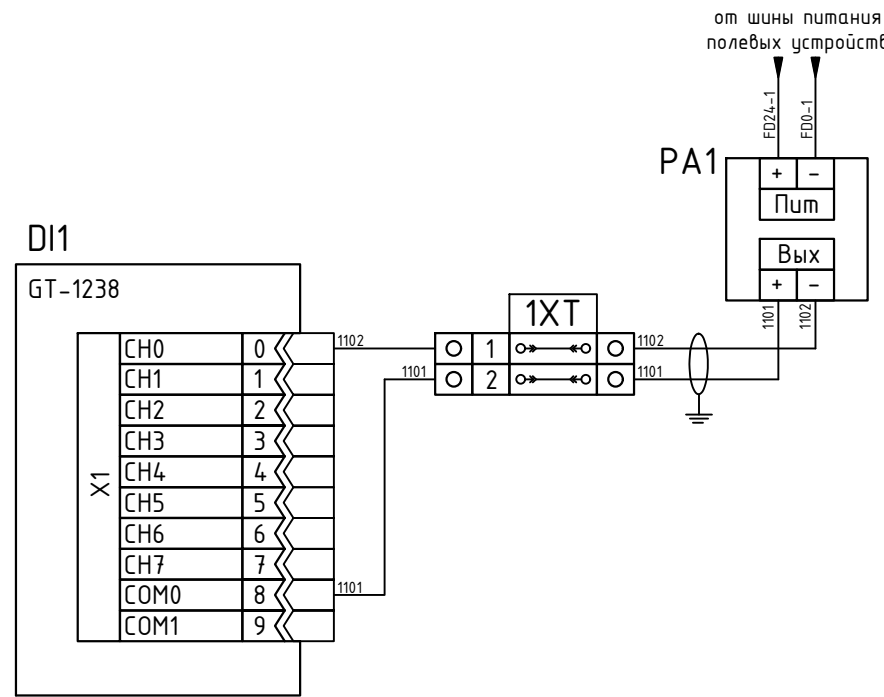 от шины питания
полевых устройств
FD24-1
FD0-1
PA1
+ -
Пит
Вых
+ -
1101
1102
DI1
GT-1238
1XT
X1
CH0 0 1102
1 1102
CH1 1 1101
2 1101
CH2 2
CH3 3
CH4 4
CH5 5
CH6 6
CH7 7
COM0 8 1101
COM1 9